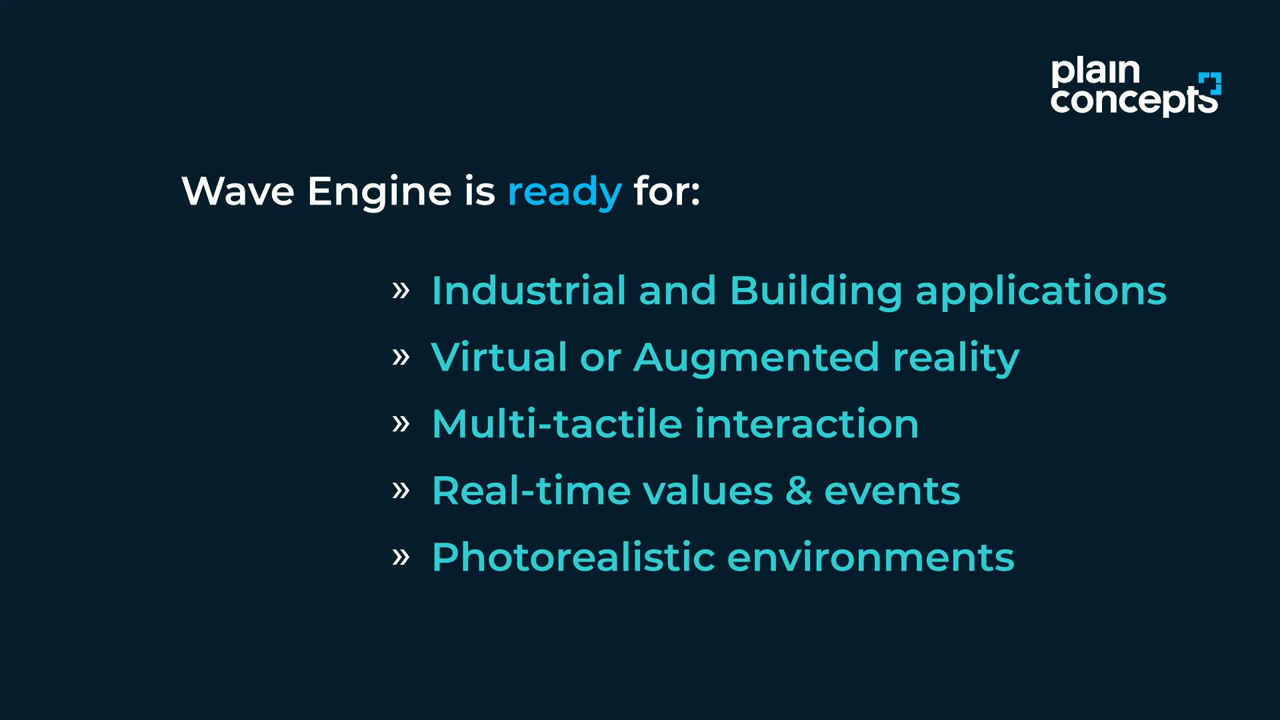 plain
concepts
Wave Engine is ready for:
» Industrial and Building applications
» Virtual or Augmented reality
» Multi-tactile interaction
» Real-time values & events
» Photorealistic environments